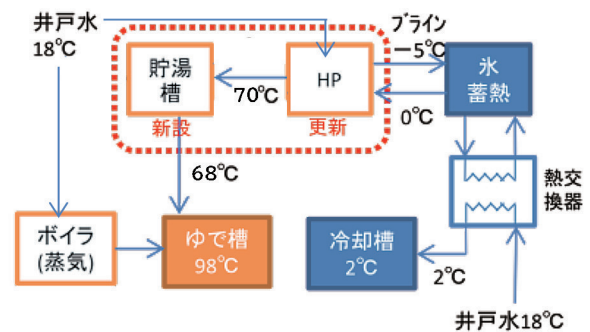 井戸水
18℃
貯湯
槽
新設
70℃
HP
更新
ブライン
－5℃
0℃
氷
蓄熱
68℃
熱交
換器
ボイラ
(蒸気)
ゆで槽
98℃
冷却槽
2℃
2℃
井戸水18℃